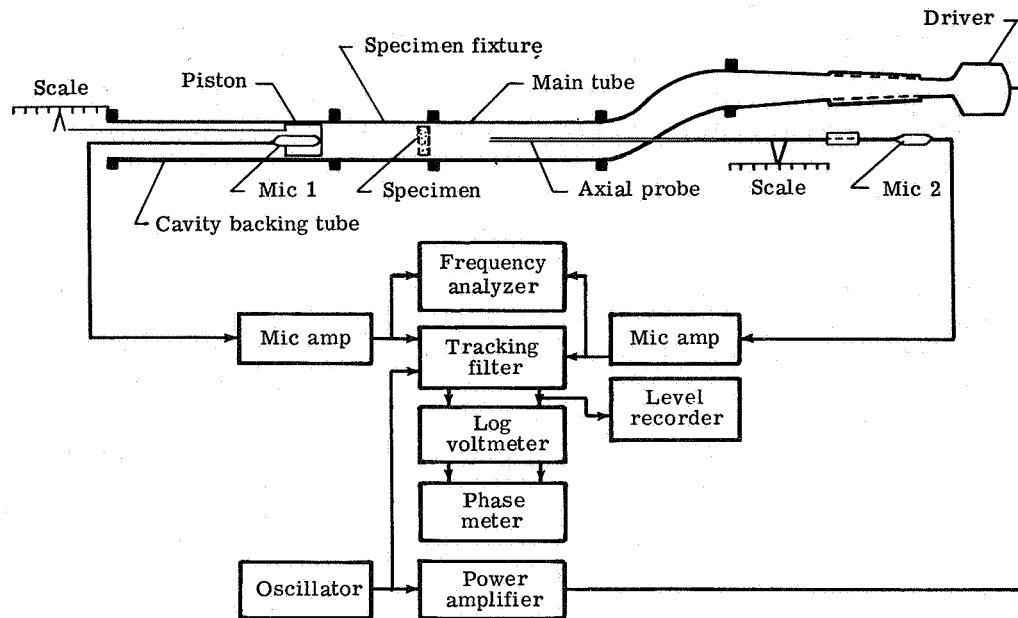 Driver
Specimen fixture
Scale
Piston
Main tube
Mic 1
Specimen
Axial probe
Scale
Mic 2
Cavity backing tube
Frequency
analyzer
Mic amp
Tracking
filter
Mic amp
Level
recorder
Log
voltmeter
Phase
meter
Oscillator
Power
amplifier